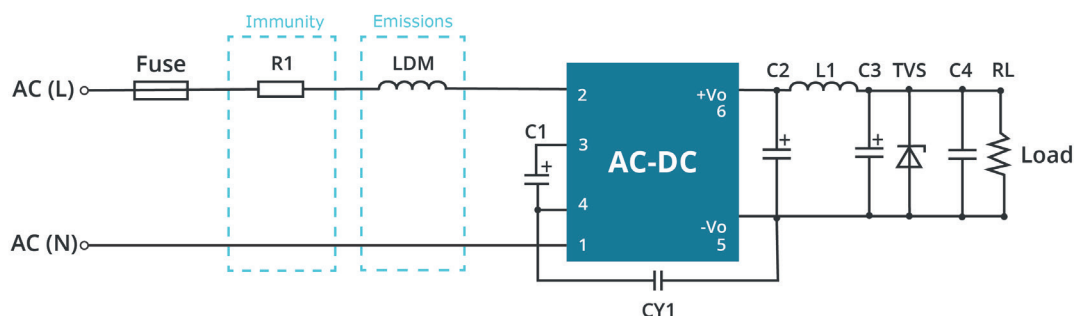 Immunity
Emissions
Fuse
R1
LDM
C2
L1
C3
TVS
C4
RL
AC (L)
2
+Vo
6
C1
3
AC-DC
Load
4
AC (N)
1
-Vo
5
CY1
+
+
+